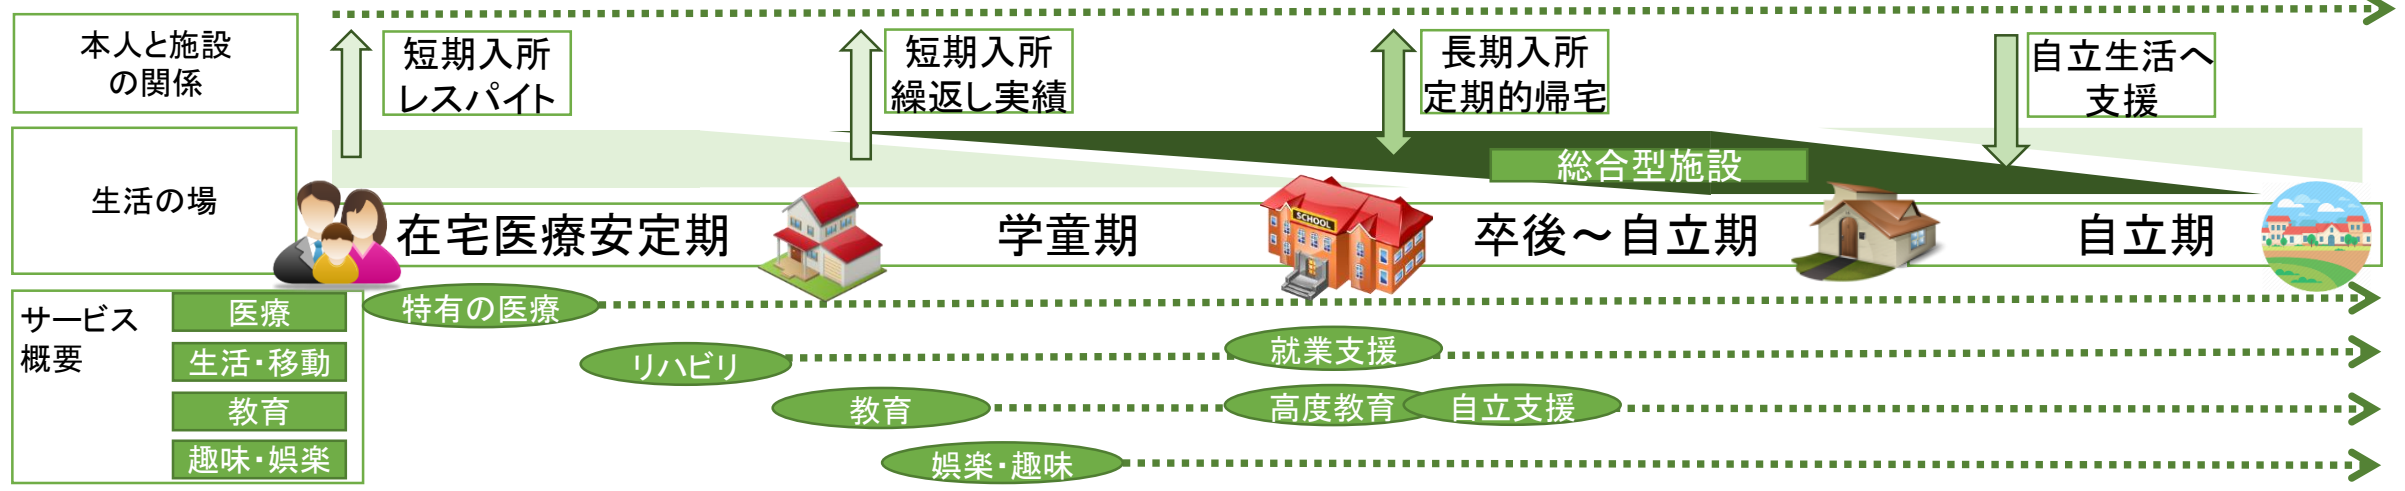 本人と施設
の関係
短期入所
レスパイト
短期入所
繰返し実績
長期入所
定期的帰宅
自立生活へ
支援
生活の場
総合型施設
在宅医療安定期
学童期
SCHOOL
卒後～自立期
自立期
サービス
概要
医療
特有の医療
生活・移動
リハビリ
就業支援
教育
教育
高度教育
自立支援
趣味・娯楽
娯楽・趣味